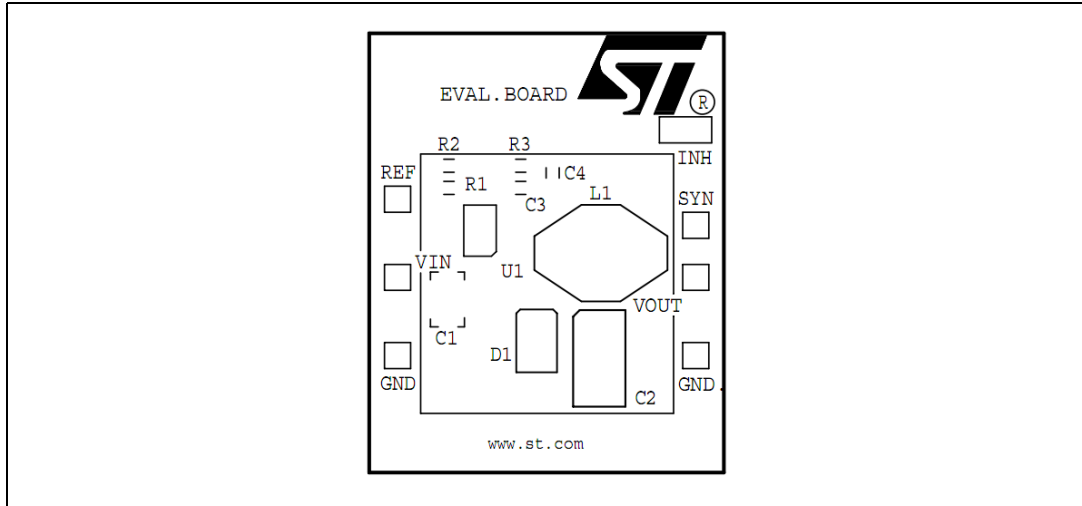 ST
EVAL.BOARD
®
INH
R2 R3
REF
R1
C4
C3
L1
SYN
VIN
U1
VOUT
C1
D1
GND
C2
GND.
www.st.com